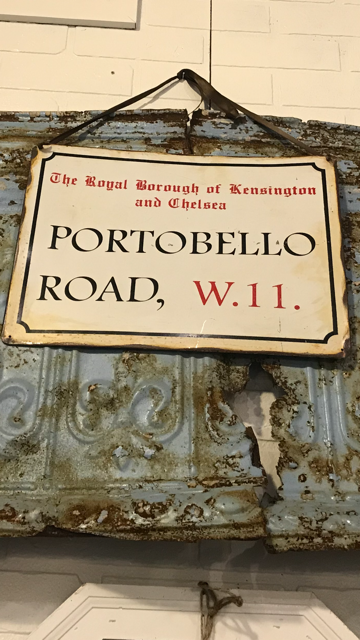 The Royal Borough of Kensington
and Chelsea
PORTOBELLO
ROAD, W.11.